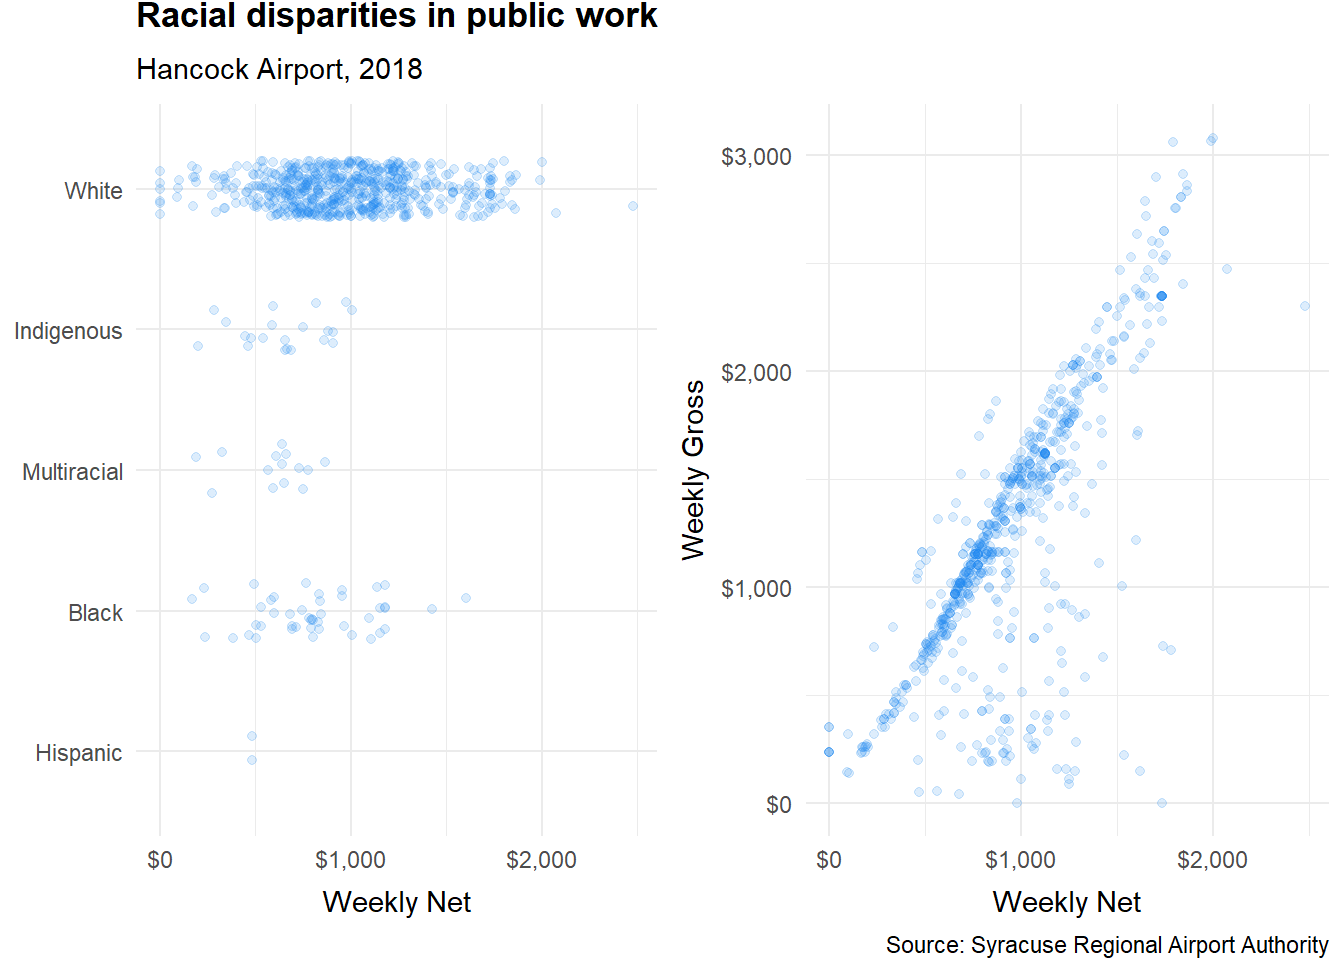 Racial disparities in public work
Hancock Airport, 2018
White
Indigenous
Multiracial
Black
Hispanic
$0 $1,000 $2,000
Weekly Net
Weekly Gross
$3,000
$2,000
$1,000
$0
$0 $1,000 $2,000
Weekly Net
Source: Syracuse Regional Airport Authority